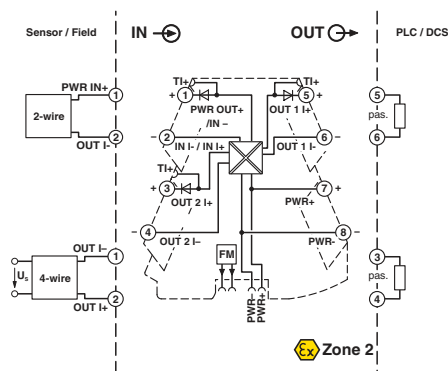 Sensor / Field
IN
OUT
PLC / DCS
PWR IN+
1
2-wire
2
OUT I-
TI+
TI+
+ 1
5 +
PWR OUT+
/IN –
OUT 1 I+
– 2
IN I- / IN I+
OUT 1 I-
6 –
TI+
+ 3
OUT 2 I+
PWR+
7 +
– 4
OUT 2 I–
PWR-
8 –
5
pas.
6
OUT I–
1
Us
4-wire
2
OUT I+
FM
PWR-
PWR+
3
pas.
4
Ex Zone 2